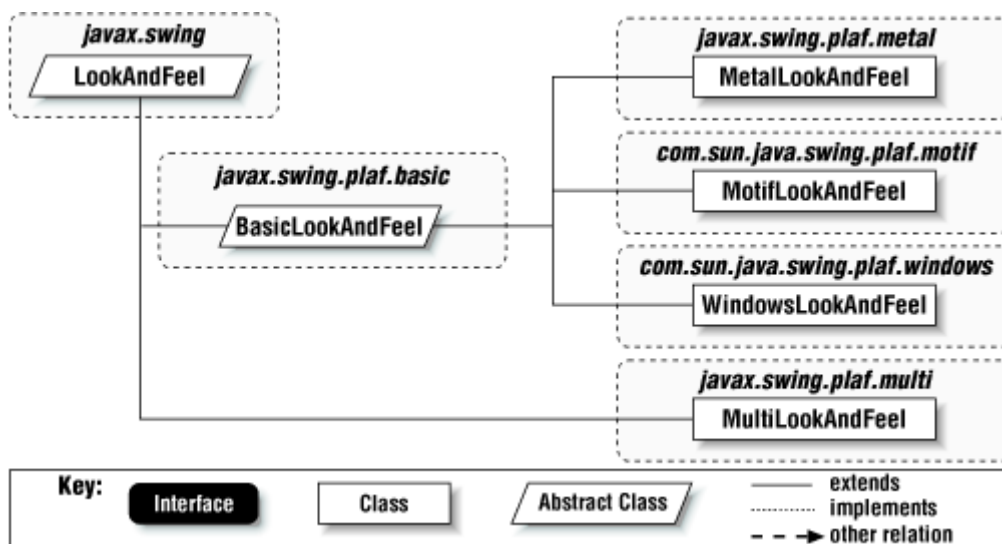 javax.swing
LookAndFeel
javax.swing.plaf.metal
MetalLookAndFeel
com.sun.java.swing.plaf.motif
MotifLookAndFeel
javax.swing.plaf.basic
BasicLookAndFeel
com.sun.java.swing.plaf.windows
WindowsLookAndFeel
javax.swing.plaf.multi
MultiLookAndFeel
Key:
Interface
Class
Abstract Class
extends
implements
other relation